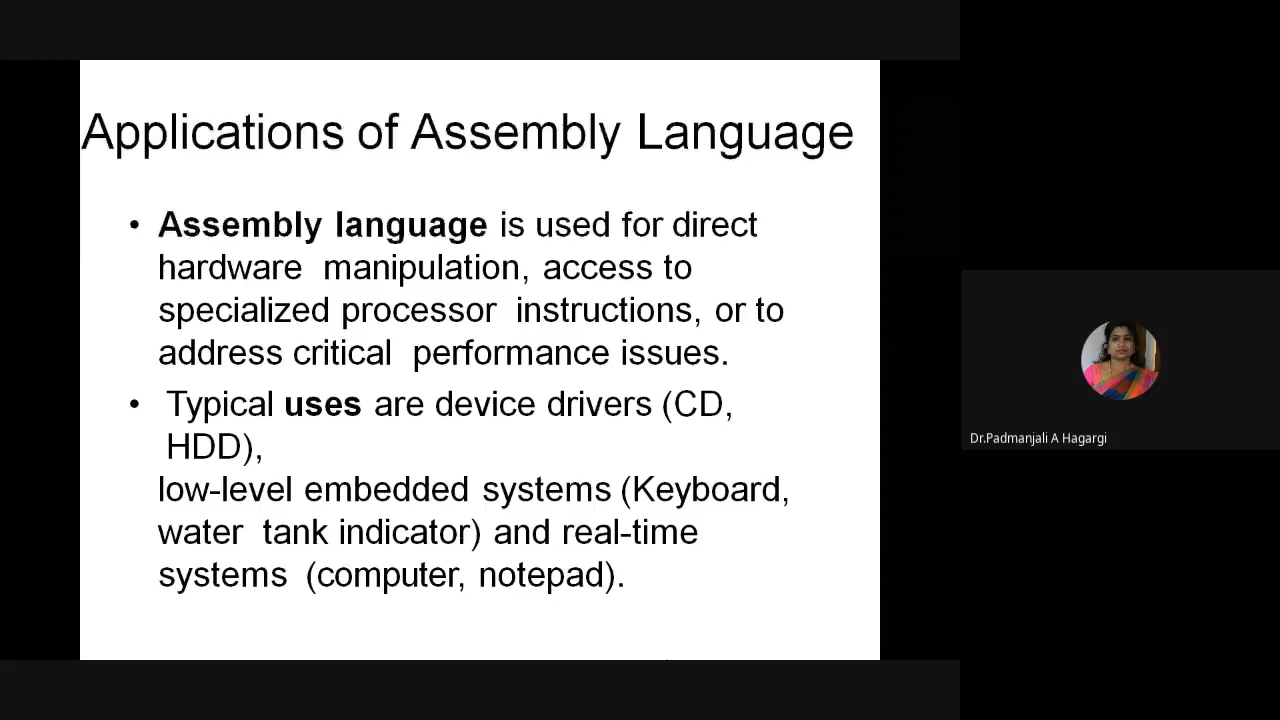 Applications of Assembly Language
• Assembly language is used for direct
hardware manipulation, access to
specialized processor instructions, or to
address critical performance issues.
• Typical uses are device drivers (CD,
HDD),
low-level embedded systems (Keyboard,
water tank indicator) and real-time
systems (computer, notepad).
Dr.Padmanjali A Hagargi